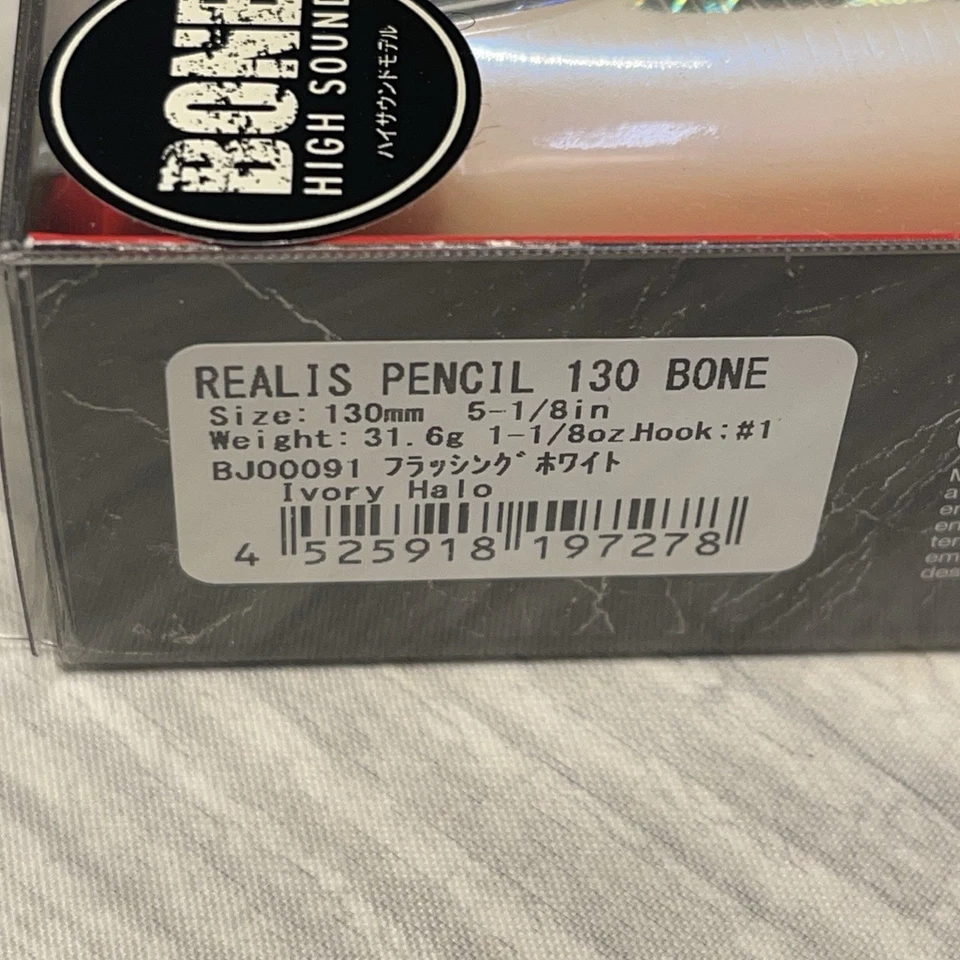 BONE
HIGH SOUND
ハイサウンドモデル
REALIS PENCIL 130 BONE
Size: 130mm 5-1/8in
Weight: 31.6g 1-1/8oz.Hook:#1
BJ00091 フラッシングホワイト
Ivory Halo
4 525918 197278